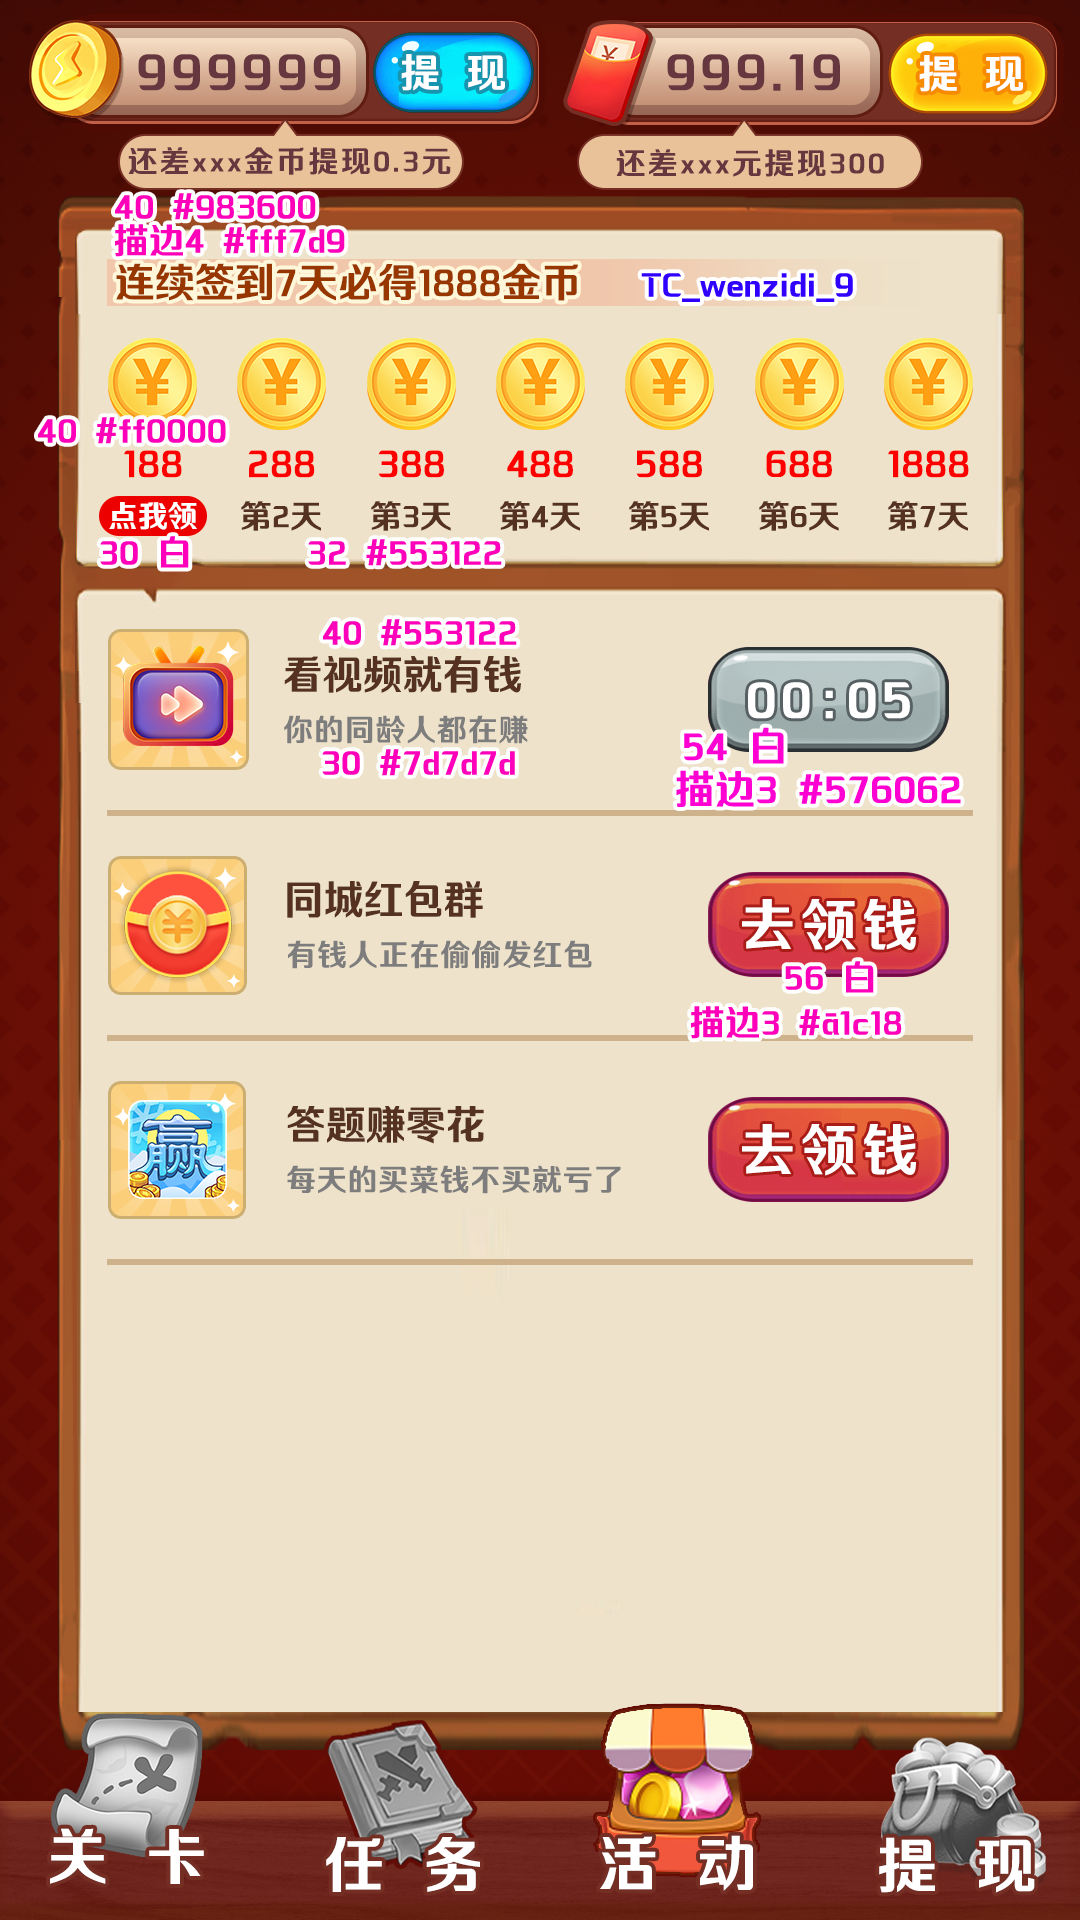 999999 提 现 999.19 提 现
还差xxx金币提现0.3元 还差xxx元提现300
40 #983600
描边4 #fff7d9
连续签到7天必得1888金币 TC_wenzidi_9
¥ ¥ ¥ ¥ ¥ ¥ ¥
40 #ff0000
188 288 388 488 588 688 1888
点我领 第2天 第3天 第4天 第5天 第6天 第7天
30 白 32 #553122
40 #553122
看视频就有钱
00:05
你的同龄人都在赚
54 白
30 #7d7d7d
描边3 #576062
同城红包群
去领钱
有钱人正在偷偷发红包
56 白
描边3 #a1c18
答题赚零花
赢
去领钱
每天的买菜钱不买就亏了
关 卡 任 务 活 动 提 现